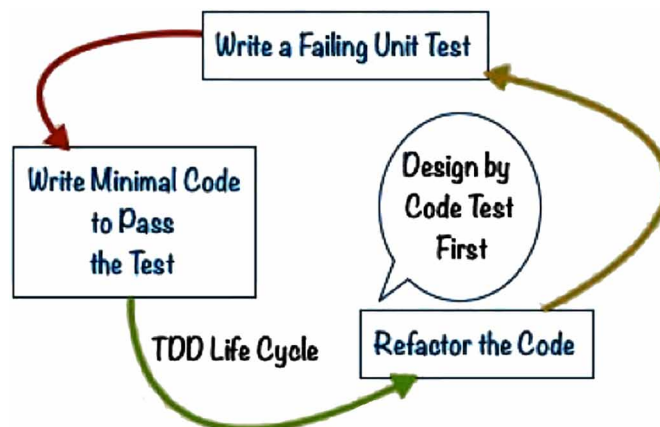 Write a Failing Unit Test
Write Minimal Code
to Pass
the Test
Design by
Code Test
First
TDD Life Cycle
Refactor the Code